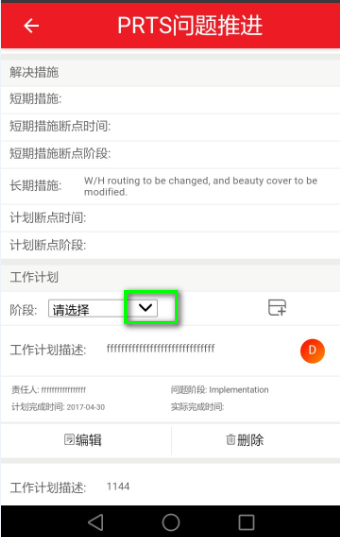 PRTS问题推进
解决措施
短期措施:
短期措施断点时间:
短期措施断点阶段:
长期措施: W/H routing to be changed, and beauty cover to be
modified.
计划断点时间:
计划断点阶段:
工作计划
阶段: 请选择
工作计划描述: ffffffffffffffffffffffffffffff D
责任人: fffffffffffffffff 问题阶段: Implementation
计划完成时间: 2017-04-30 实际完成时间:
编辑 删除
工作计划描述: 1144